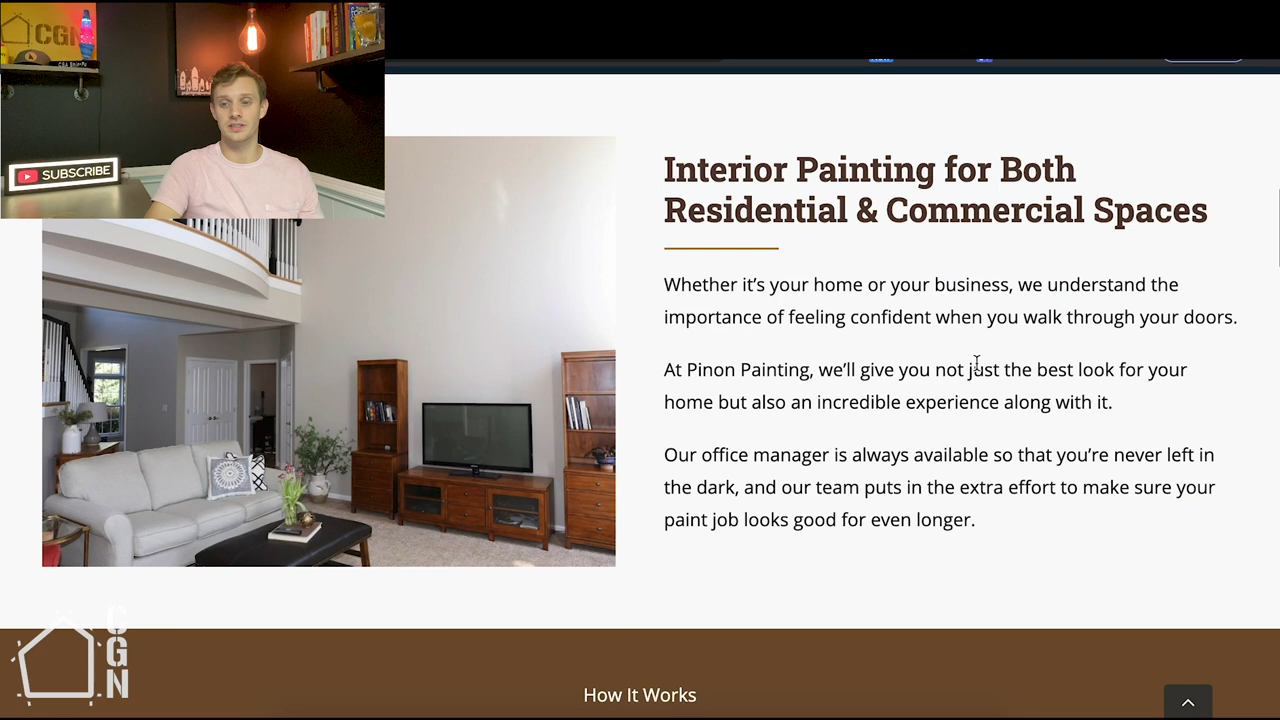 CGN
SUBSCRIBE
Interior Painting for Both
Residential & Commercial Spaces
Whether it’s your home or your business, we understand the
importance of feeling confident when you walk through your doors.
At Pinon Painting, we’ll give you not just the best look for your
home but also an incredible experience along with it.
Our office manager is always available so that you’re never left in
the dark, and our team puts in the extra effort to make sure your
paint job looks good for even longer.
CGN
How It Works